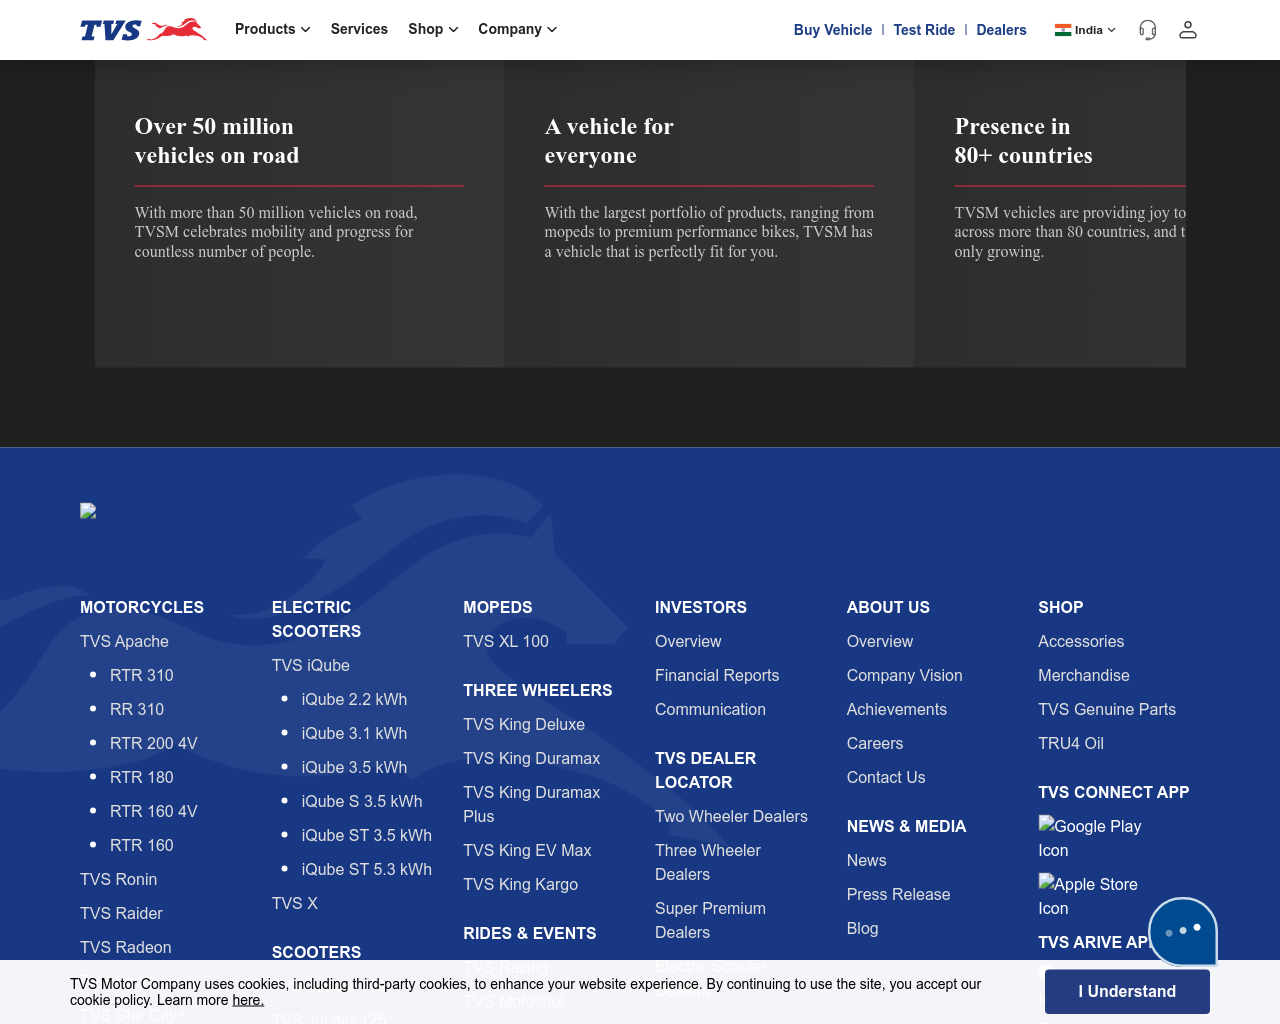 TVS
Products
Services
Shop
Company
Buy Vehicle
Test Ride
Dealers
India
Over 50 million
vehicles on road
With more than 50 million vehicles on road,
TVSM celebrates mobility and progress for
countless number of people.
A vehicle for
everyone
With the largest portfolio of products, ranging from
mopeds to premium performance bikes, TVSM has
a vehicle that is perfectly fit for you.
Presence in
80+ countries
TVSM vehicles are providing joy to
across more than 80 countries, and t
only growing.
MOTORCYCLES
TVS Apache
RTR 310
RR 310
RTR 200 4V
RTR 180
RTR 160 4V
RTR 160
TVS Ronin
TVS Raider
TVS Radeon
TVS Star City+
ELECTRIC
SCOOTERS
TVS iQube
iQube 2.2 kWh
iQube 3.1 kWh
iQube 3.5 kWh
iQube S 3.5 kWh
iQube ST 3.5 kWh
iQube ST 5.3 kWh
TVS X
SCOOTERS
TVS Jupiter 125
MOPEDS
TVS XL 100
THREE WHEELERS
TVS King Deluxe
TVS King Duramax
TVS King Duramax
Plus
TVS King EV Max
TVS King Kargo
RIDES & EVENTS
TVS Racing
TVS Motosoul
INVESTORS
Overview
Financial Reports
Communication
TVS DEALER
LOCATOR
Two Wheeler Dealers
Three Wheeler
Dealers
Super Premium
Dealers
Electric Scooter
Dealers
ABOUT US
Overview
Company Vision
Achievements
Careers
Contact Us
NEWS & MEDIA
News
Press Release
Blog
SHOP
Accessories
Merchandise
TVS Genuine Parts
TRU4 Oil
TVS CONNECT APP
Google Play
Icon
Apple Store
Icon
TVS ARIVE AP
TVS Motor Company uses cookies, including third-party cookies, to enhance your website experience. By continuing to use the site, you accept our
cookie policy. Learn more here.
I Understand